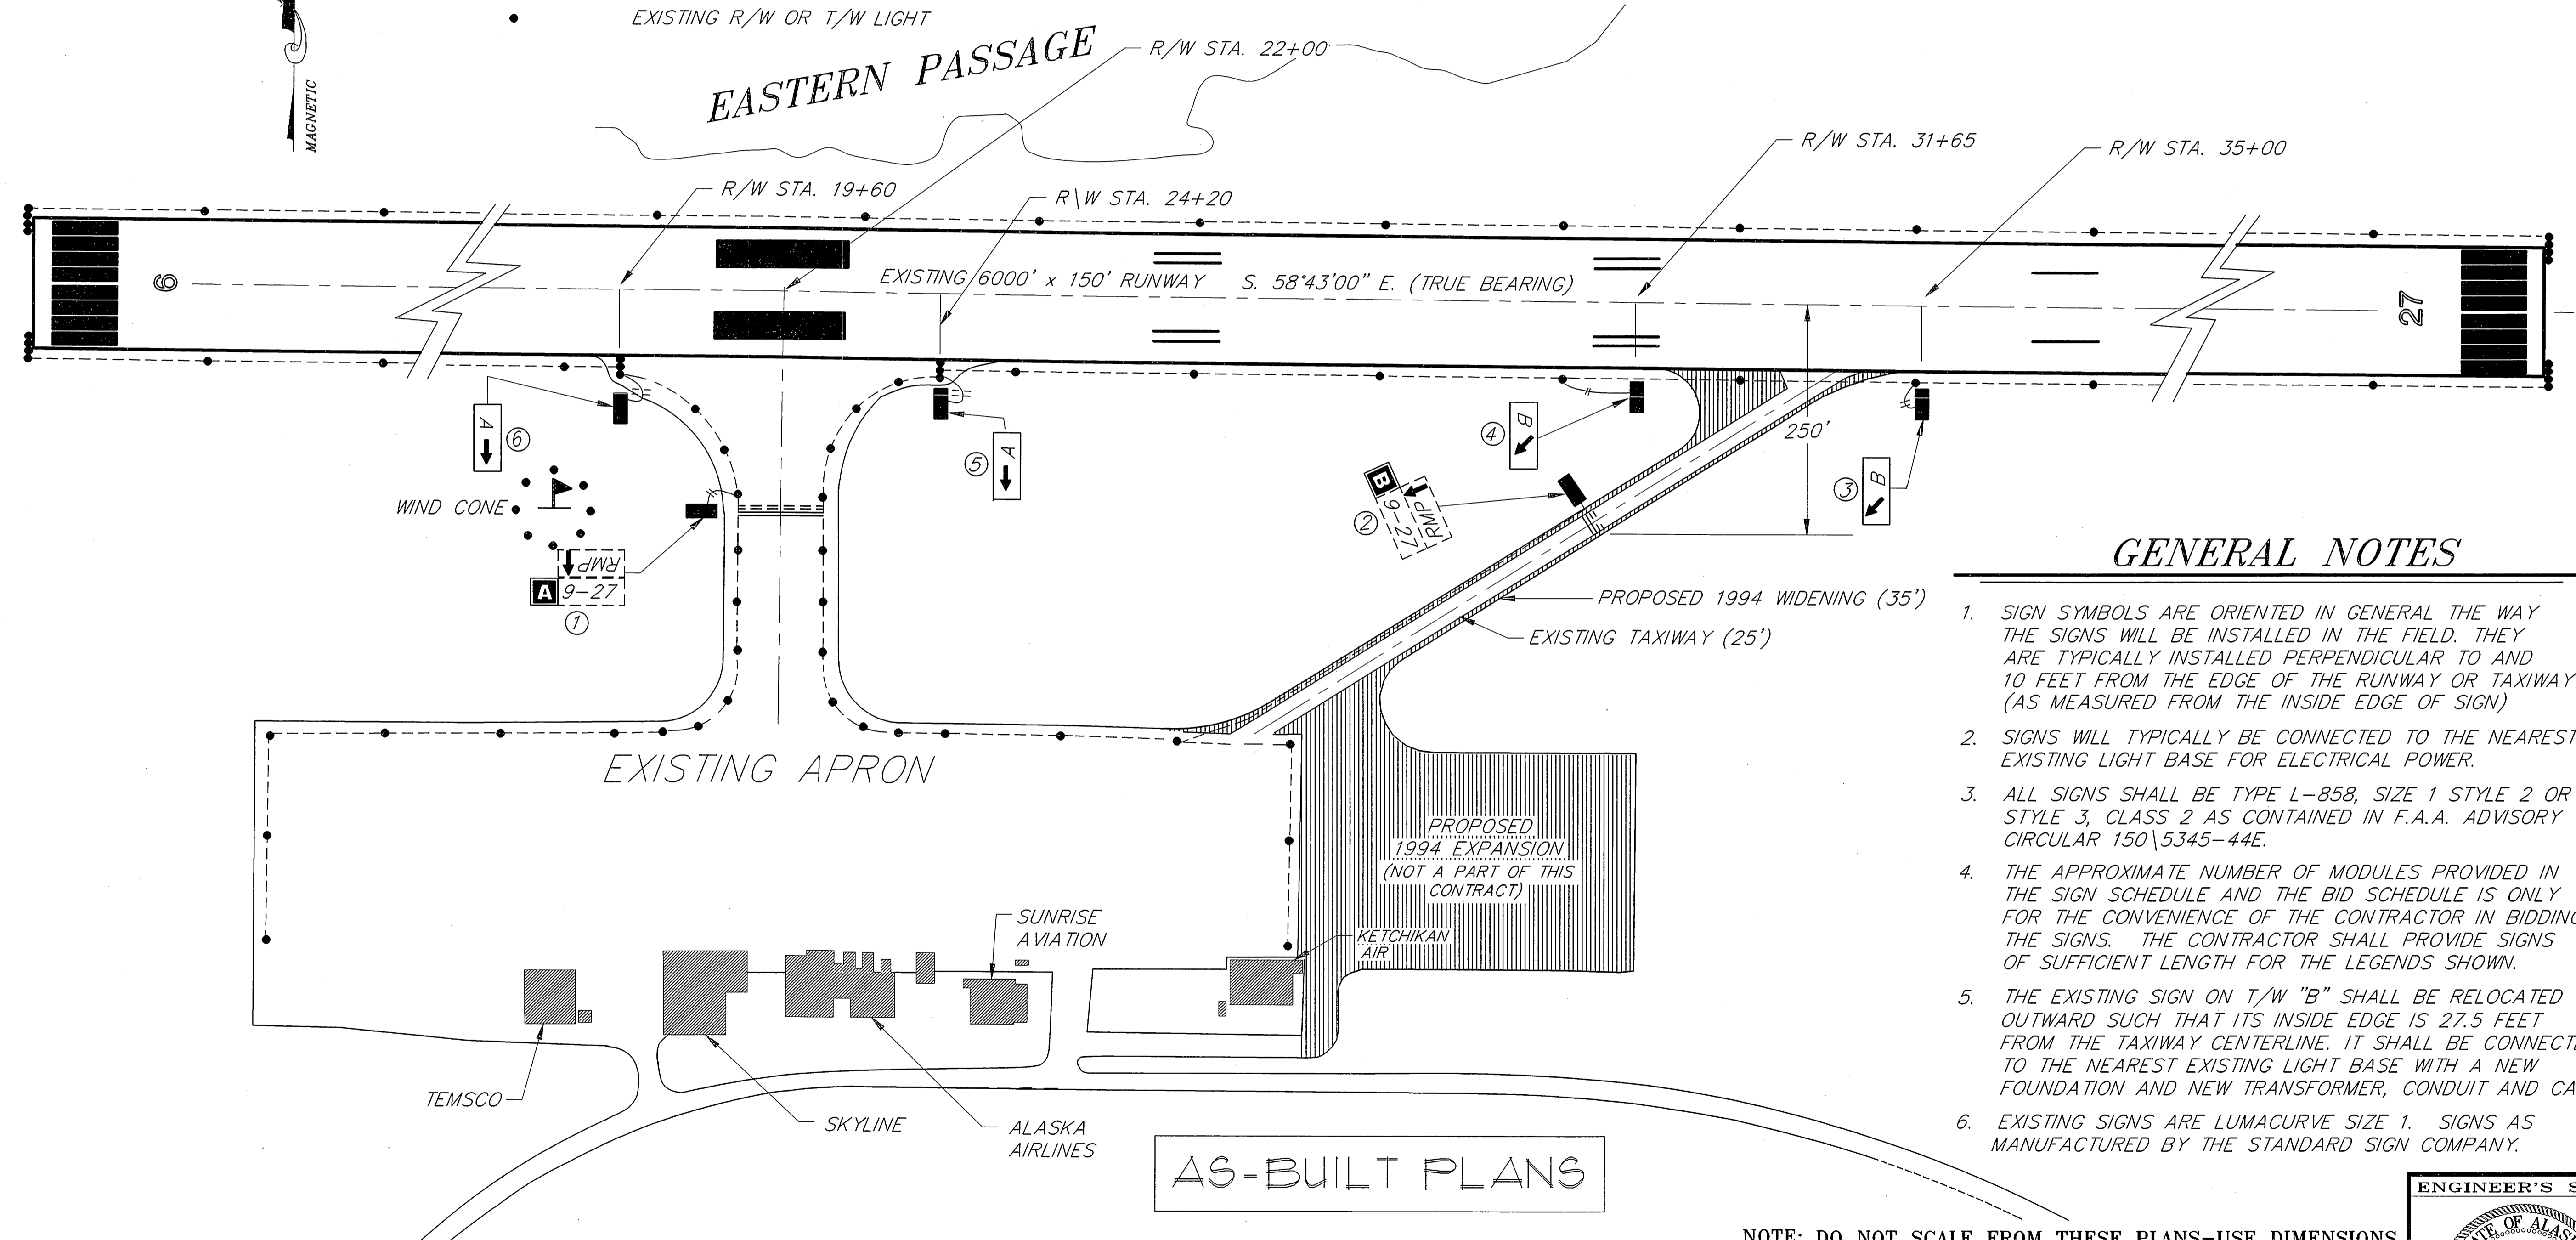 EXISTING R/W OR T/W LIGHT
MAGNETIC
EASTERN PASSAGE
R/W STA. 22+00
R/W STA. 19+60
R\W STA. 24+20
R/W STA. 31+65
R/W STA. 35+00
6
EXISTING 6000' x 150' RUNWAY S. 58°43'00" E. (TRUE BEARING)
27
A
6
5
A
4
B
250'
3
B
WIND CONE
B
9-27
RMP
2
RMP
A 9-27
1
PROPOSED 1994 WIDENING (35')
EXISTING TAXIWAY (25')
EXISTING APRON
PROPOSED
1994 EXPANSION
(NOT A PART OF THIS
CONTRACT)
SUNRISE
AVIATION
KETCHIKAN
AIR
TEMSCO
SKYLINE
ALASKA
AIRLINES
AS-BUILT PLANS
GENERAL NOTES
1. SIGN SYMBOLS ARE ORIENTED IN GENERAL THE WAY
THE SIGNS WILL BE INSTALLED IN THE FIELD. THEY
ARE TYPICALLY INSTALLED PERPENDICULAR TO AND
10 FEET FROM THE EDGE OF THE RUNWAY OR TAXIWAY
(AS MEASURED FROM THE INSIDE EDGE OF SIGN)
2. SIGNS WILL TYPICALLY BE CONNECTED TO THE NEAREST
EXISTING LIGHT BASE FOR ELECTRICAL POWER.
3. ALL SIGNS SHALL BE TYPE L-858, SIZE 1 STYLE 2 OR
STYLE 3, CLASS 2 AS CONTAINED IN F.A.A. ADVISORY
CIRCULAR 150\5345-44E.
4. THE APPROXIMATE NUMBER OF MODULES PROVIDED IN
THE SIGN SCHEDULE AND THE BID SCHEDULE IS ONLY
FOR THE CONVENIENCE OF THE CONTRACTOR IN BIDDING
THE SIGNS. THE CONTRACTOR SHALL PROVIDE SIGNS
OF SUFFICIENT LENGTH FOR THE LEGENDS SHOWN.
5. THE EXISTING SIGN ON T/W "B" SHALL BE RELOCATED
OUTWARD SUCH THAT ITS INSIDE EDGE IS 27.5 FEET
FROM THE TAXIWAY CENTERLINE. IT SHALL BE CONNECTE
TO THE NEAREST EXISTING LIGHT BASE WITH A NEW
FOUNDATION AND NEW TRANSFORMER, CONDUIT AND CA
6. EXISTING SIGNS ARE LUMACURVE SIZE 1. SIGNS AS
MANUFACTURED BY THE STANDARD SIGN COMPANY.
ENGINEER'S S
OF ALAS
NOTE: DO NOT SCALE FROM THESE PLANS-USE DIMENSIONS